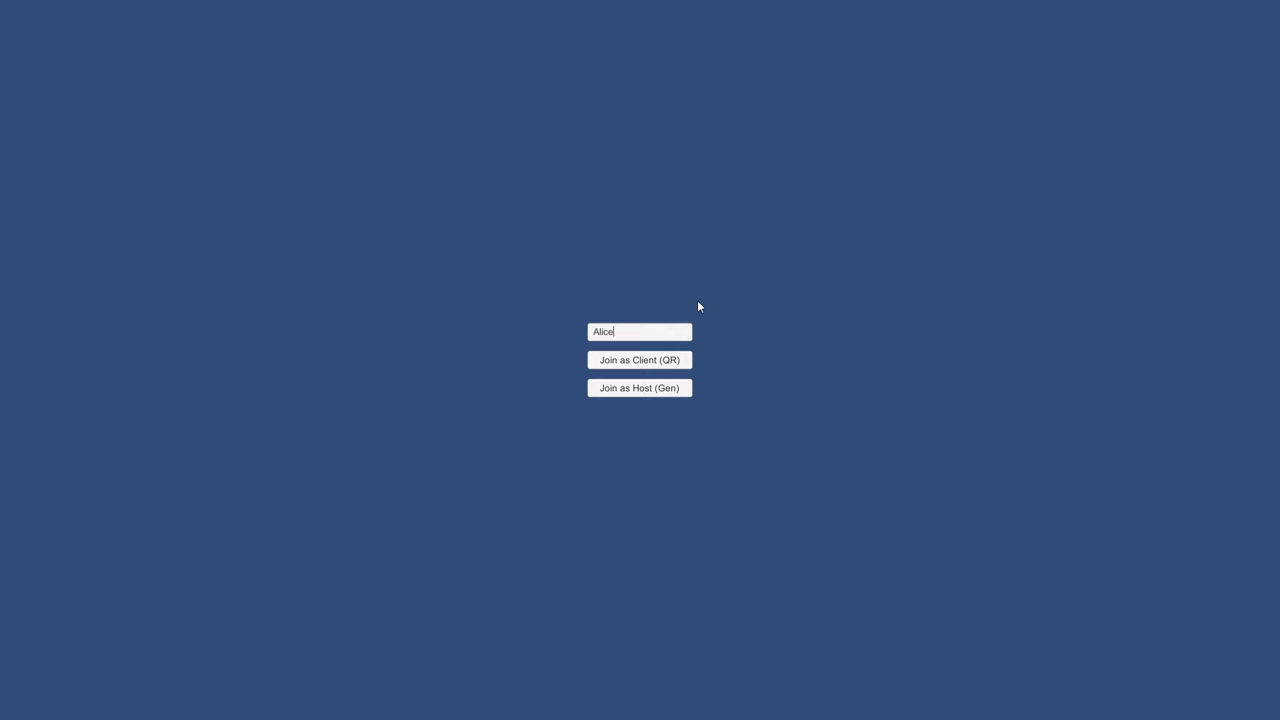 Alice
Join as Client (QR)
Join as Host (Gen)